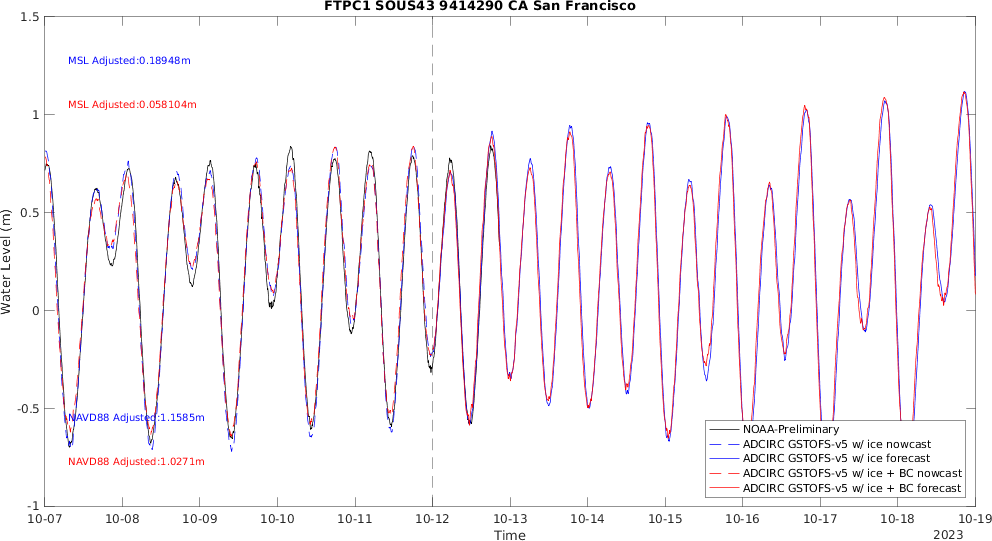 FTPC1 SOUS43 9414290 CA San Francisco
1.5
MSL Adjusted:0.18948m
MSL Adjusted:0.058104m
1
0.5
Water Level (m)
0
-0.5
NAVD88 Adjusted:1.1585m
NAVD88 Adjusted:1.0271m
NOAA-Preliminary
ADCIRC GSTOFS-v5 w/ ice nowcast
ADCIRC GSTOFS-v5 w/ ice forecast
ADCIRC GSTOFS-v5 w/ ice + BC nowcast
ADCIRC GSTOFS-v5 w/ ice + BC forecast
-1
10-07 10-08 10-09 10-10 10-11 10-12 10-13 10-14 10-15 10-16 10-17 10-18 10-19
Time
2023